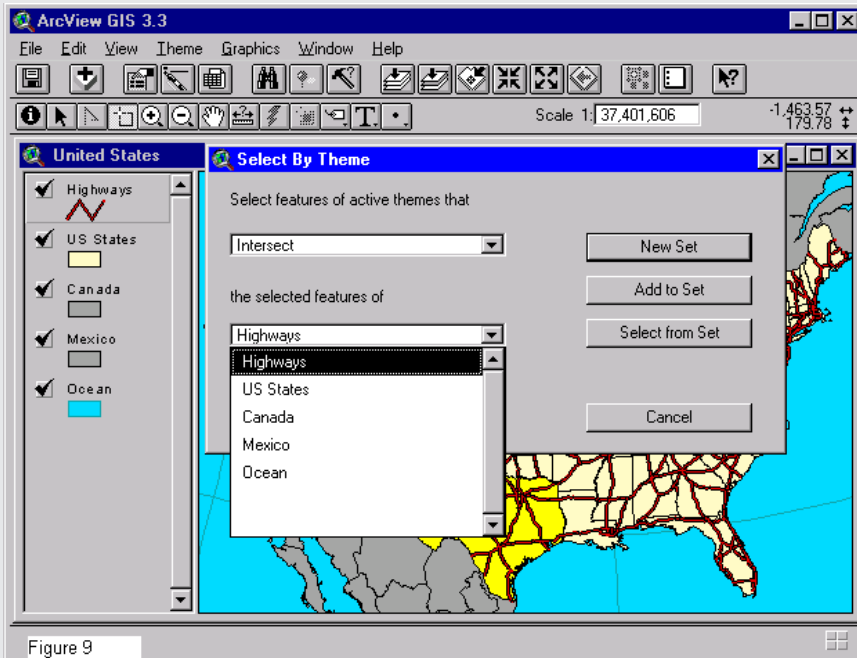 ArcView GIS 3.3
File Edit View Theme Graphics Window Help
Scale 1: 37,401,606
-1,463.57
179.78
United States
Highways
US States
Canada
Mexico
Ocean
Select By Theme
Select features of active themes that
Intersect
New Set
the selected features of
Add to Set
Highways
Select from Set
Highways
US States
Canada
Cancel
Mexico
Ocean
Figure 9